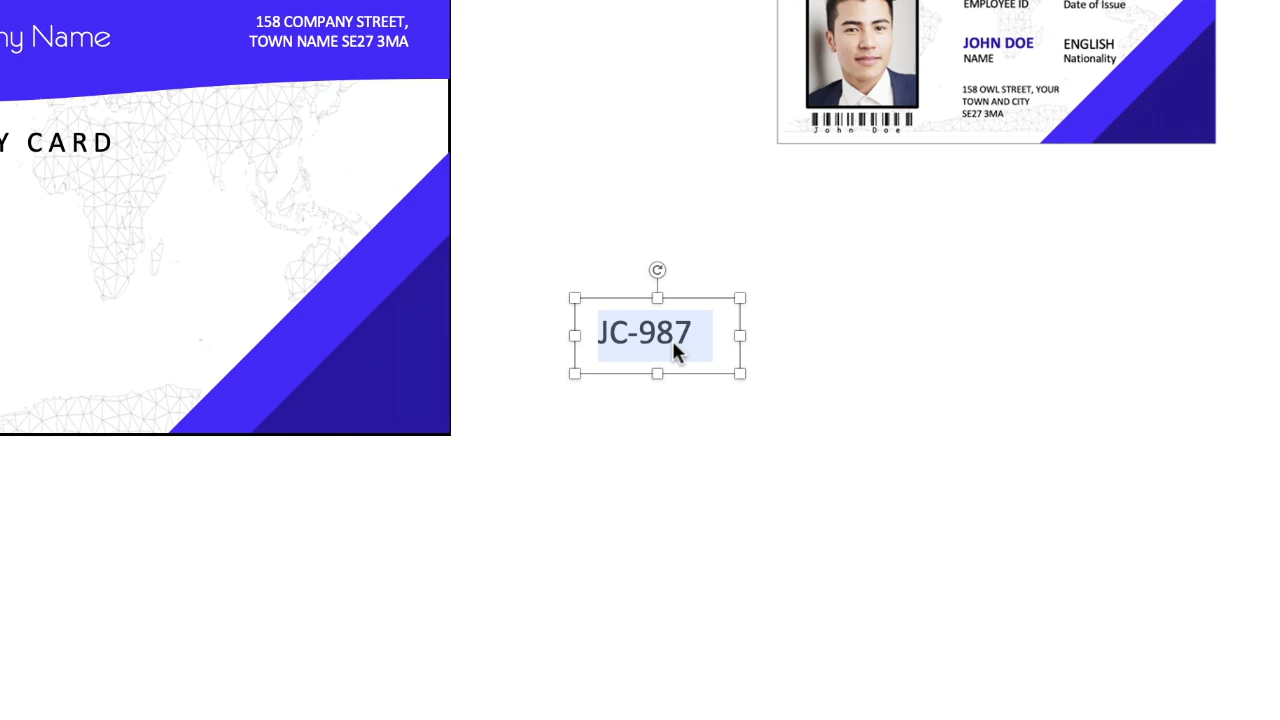 ny Name
158 COMPANY STREET,
TOWN NAME SE27 3MA
Y CARD
EMPLOYEE ID
Date of Issue
JOHN DOE
ENGLISH
NAME
Nationality
158 OWL STREET, YOUR
TOWN AND CITY
SE27 3MA
John Doe
JC-987